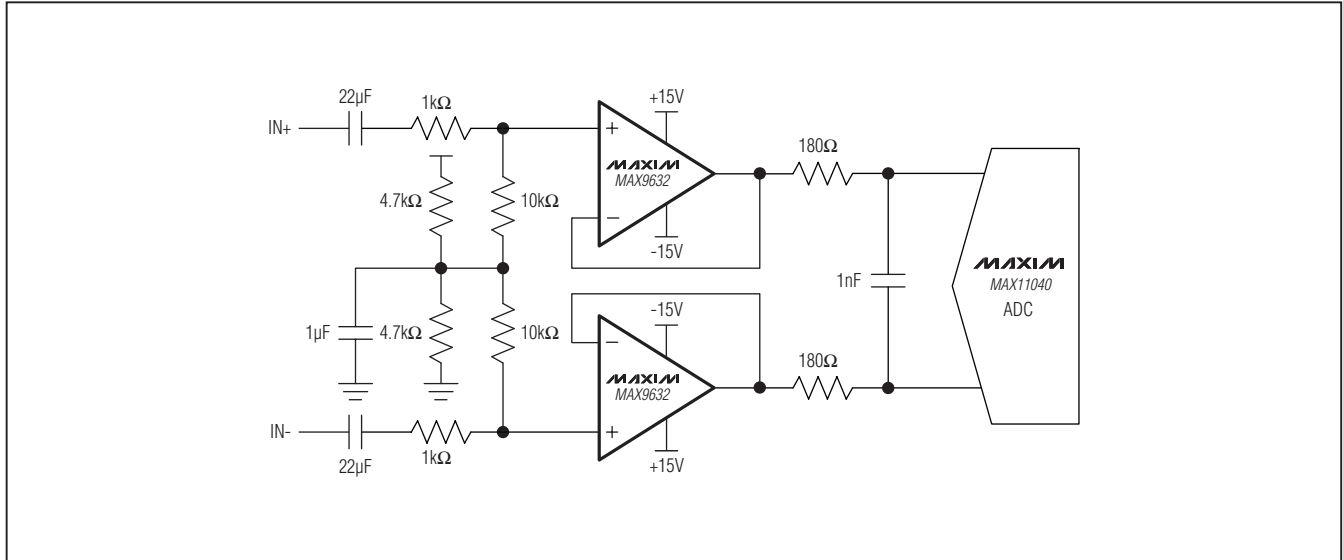 22µF
1kΩ
+15V
IN+
+
MAXIM
MAX9632
180Ω
4.7kΩ
10kΩ
−
-15V
MAXIM
MAX11040
ADC
1nF
-15V
1µF
4.7kΩ
10kΩ
−
MAXIM
MAX9632
180Ω
IN-
+
22µF
1kΩ
+15V